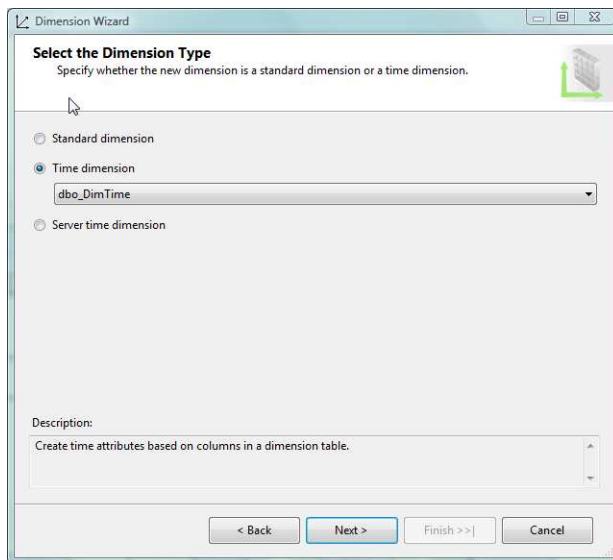 Dimension Wizard
Select the Dimension Type
Specify whether the new dimension is a standard dimension or a time dimension.
Standard dimension
Time dimension
dbo_DimTime
Server time dimension
Description:
Create time attributes based on columns in a dimension table.
< Back
Next >
Finish >>|
Cancel